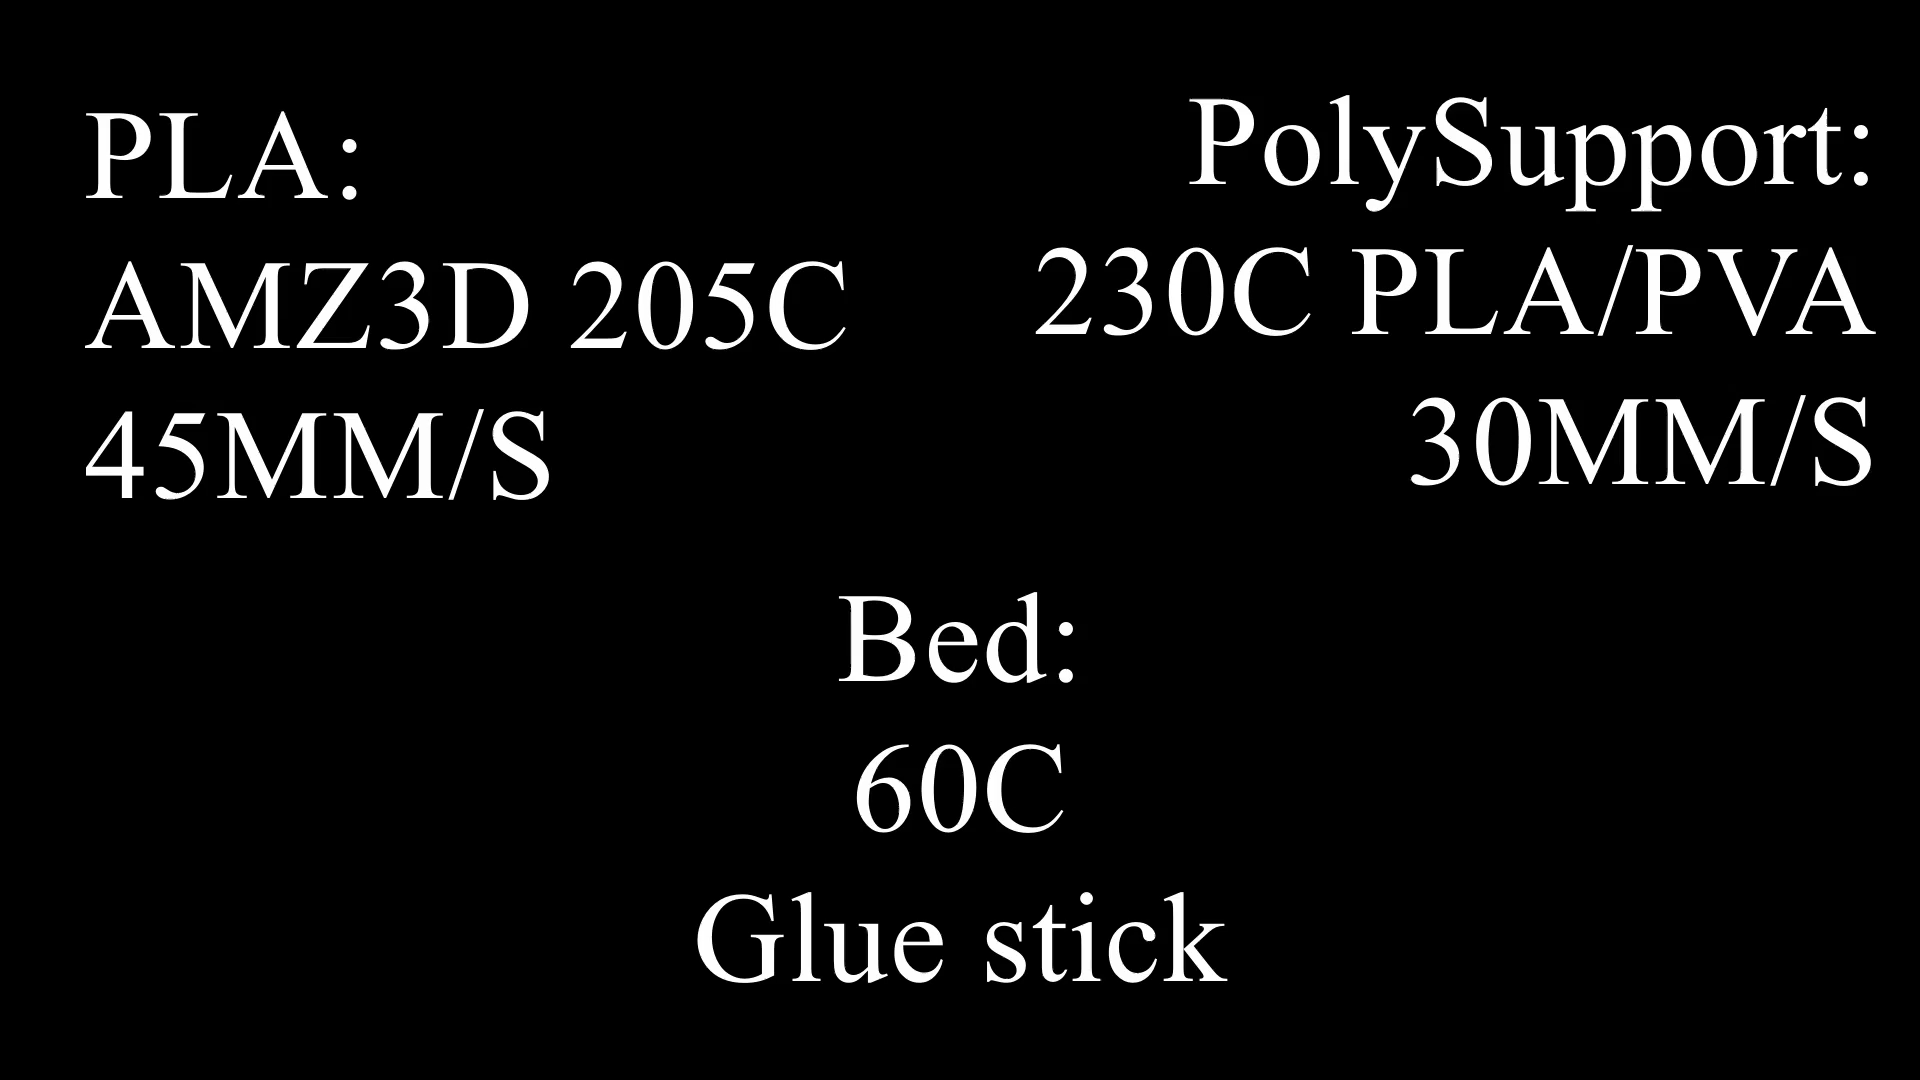 PLA:
AMZ3D 205C
45MM/S
PolySupport:
230C PLA/PVA
30MM/S
Bed:
60C
Glue stick